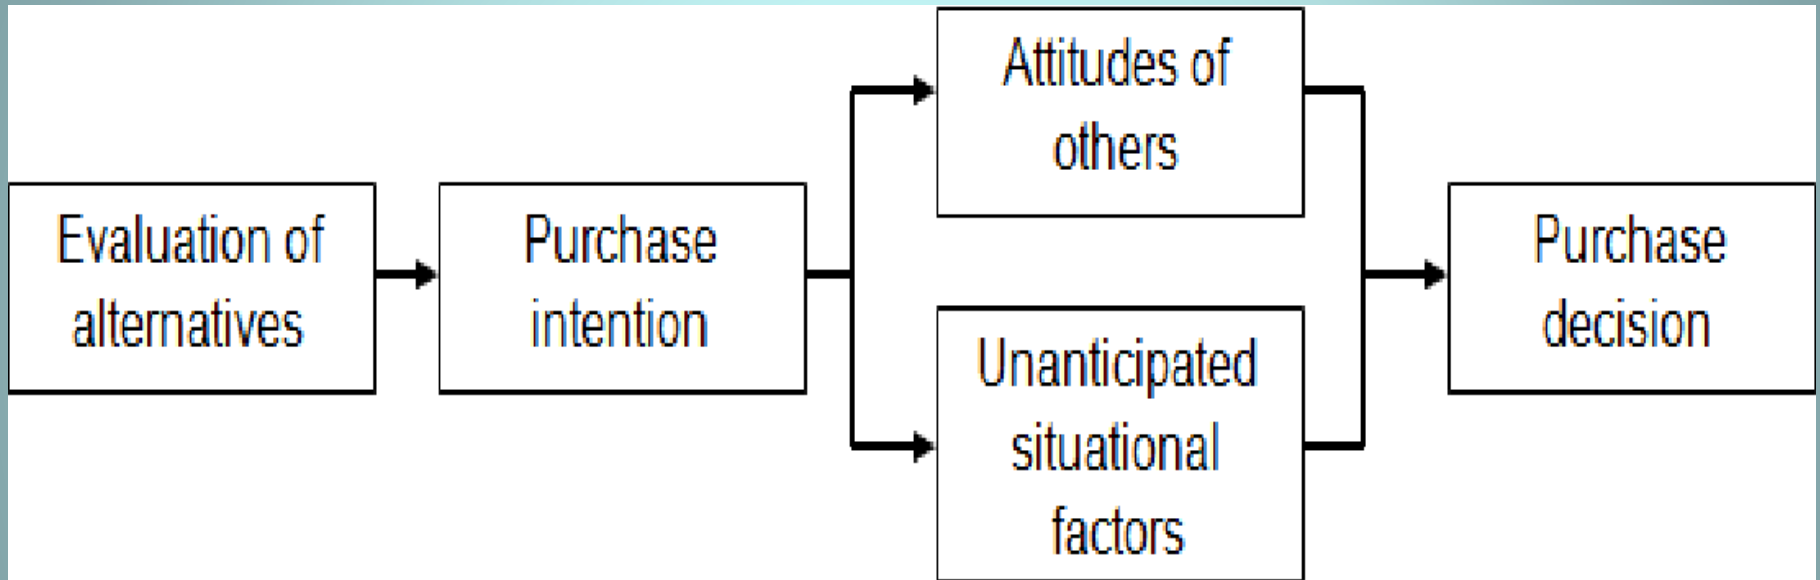 Evaluation of
alternatives
Purchase
intention
Attitudes of
others
Unanticipated
situational
factors
Purchase
decision